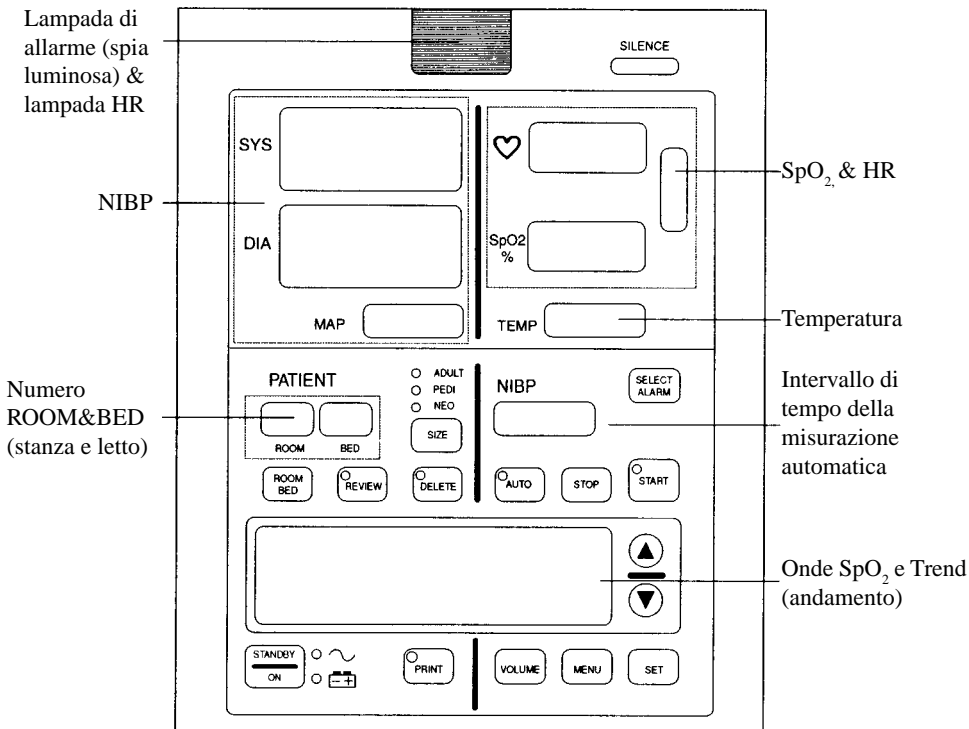 Lampada di
allarme (spia
luminosa) &
lampada HR
SILENCE
SYS
DIA
NIBP
MAP
SpO2
%
TEMP
SpO2, & HR
Temperatura
Numero
ROOM&BED
(stanza e letto)
PATIENT
ROOM
BED
ADULT
PEDI
NEO
SIZE
ROOM
BED
REVIEW
DELETE
NIBP
SELECT
ALARM
AUTO
STOP
START
Intervallo di
tempo della
misurazione
automatica
Onde SpO2 e Trend
(andamento)
STANDBY
ON
PRINT
VOLUME
MENU
SET